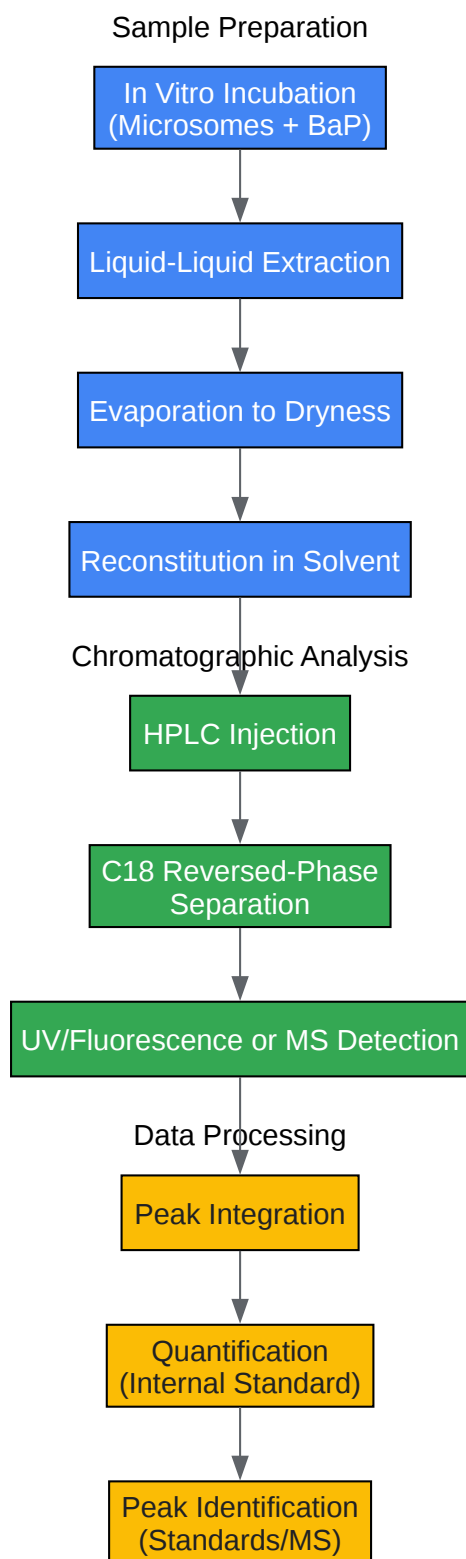 Sample Preparation
In Vitro Incubation
(Microsomes + BaP)
Liquid-Liquid Extraction
Evaporation to Dryness
Reconstitution in Solvent
Chromatographic Analysis
HPLC Injection
C18 Reversed-Phase
Separation
UV/Fluorescence or MS Detection
Data Processing
Peak Integration
Quantification
(Internal Standard)
Peak Identification
(Standards/MS)